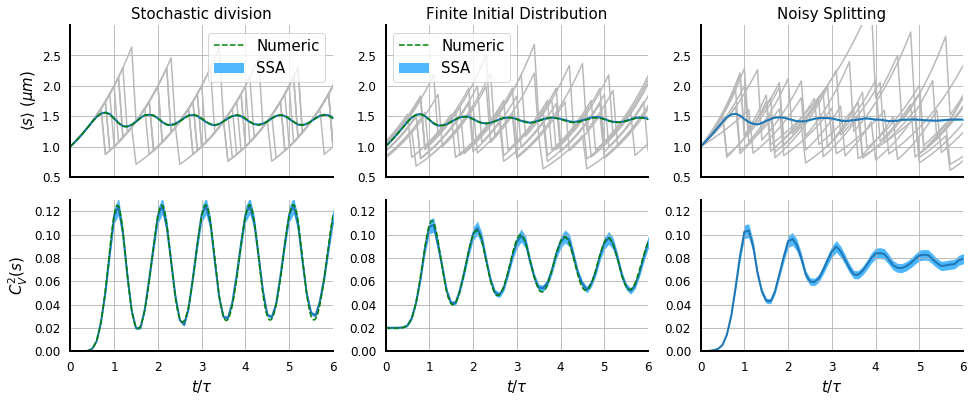 Stochastic division
Finite Initial Distribution
Noisy Splitting
Numeric
SSA
Numeric
SSA
⟨s⟩ (μm)
2.5
2.0
1.5
1.0
0.5
2.5
2.0
1.5
1.0
0.5
2.5
2.0
1.5
1.0
0.5
C_V^2(s)
0.12
0.10
0.08
0.06
0.04
0.02
0.00
0.12
0.10
0.08
0.06
0.04
0.02
0.00
0.12
0.10
0.08
0.06
0.04
0.02
0.00
0 1 2 3 4 5 6
0 1 2 3 4 5 6
0 1 2 3 4 5 6
t/τ
t/τ
t/τ